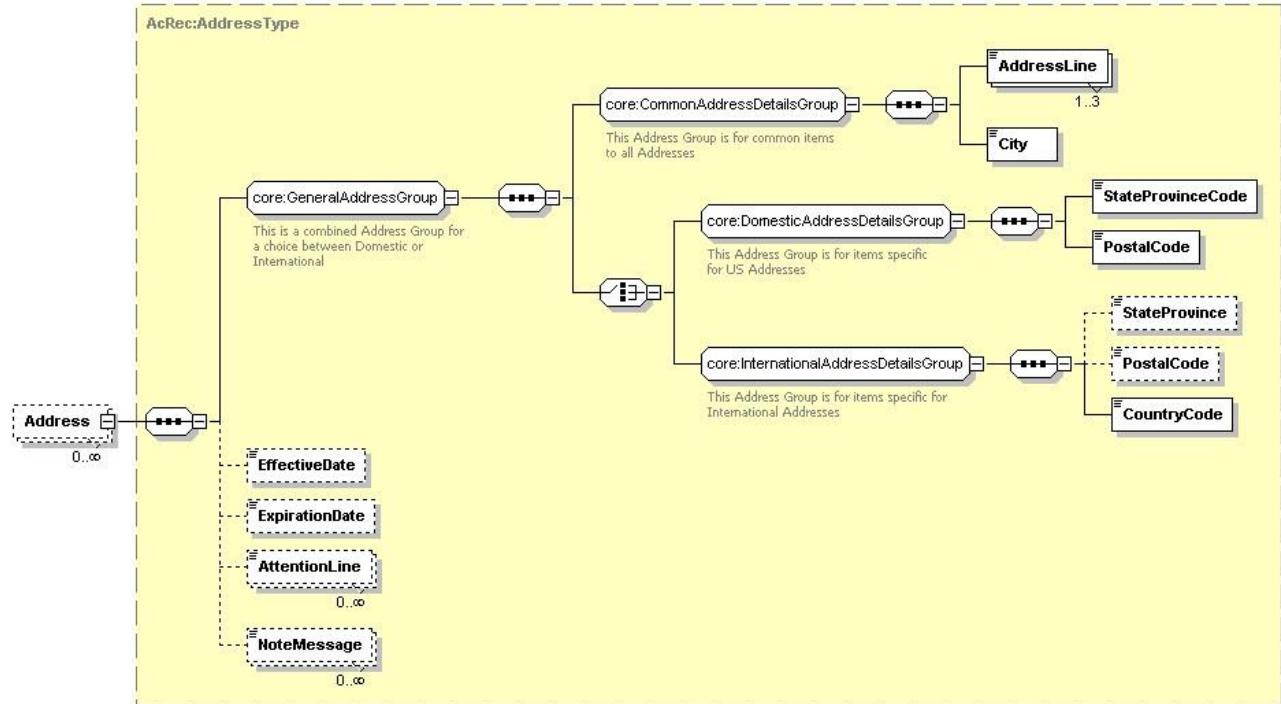 AcRec:AddressType
AddressLine
1..3
core:CommonAddressDetailsGroup
This Address Group is for common items
to all Addresses
City
core:GeneralAddressGroup
This is a combined Address Group for
a choice between Domestic or
International
StateProvinceCode
core:DomesticAddressDetailsGroup
This Address Group is for items specific
for US Addresses
PostalCode
StateProvince
core:InternationalAddressDetailsGroup
This Address Group is for items specific for
International Addresses
PostalCode
CountryCode
Address
0..∞
EffectiveDate
ExpirationDate
AttentionLine
0..∞
NoteMessage
0..∞